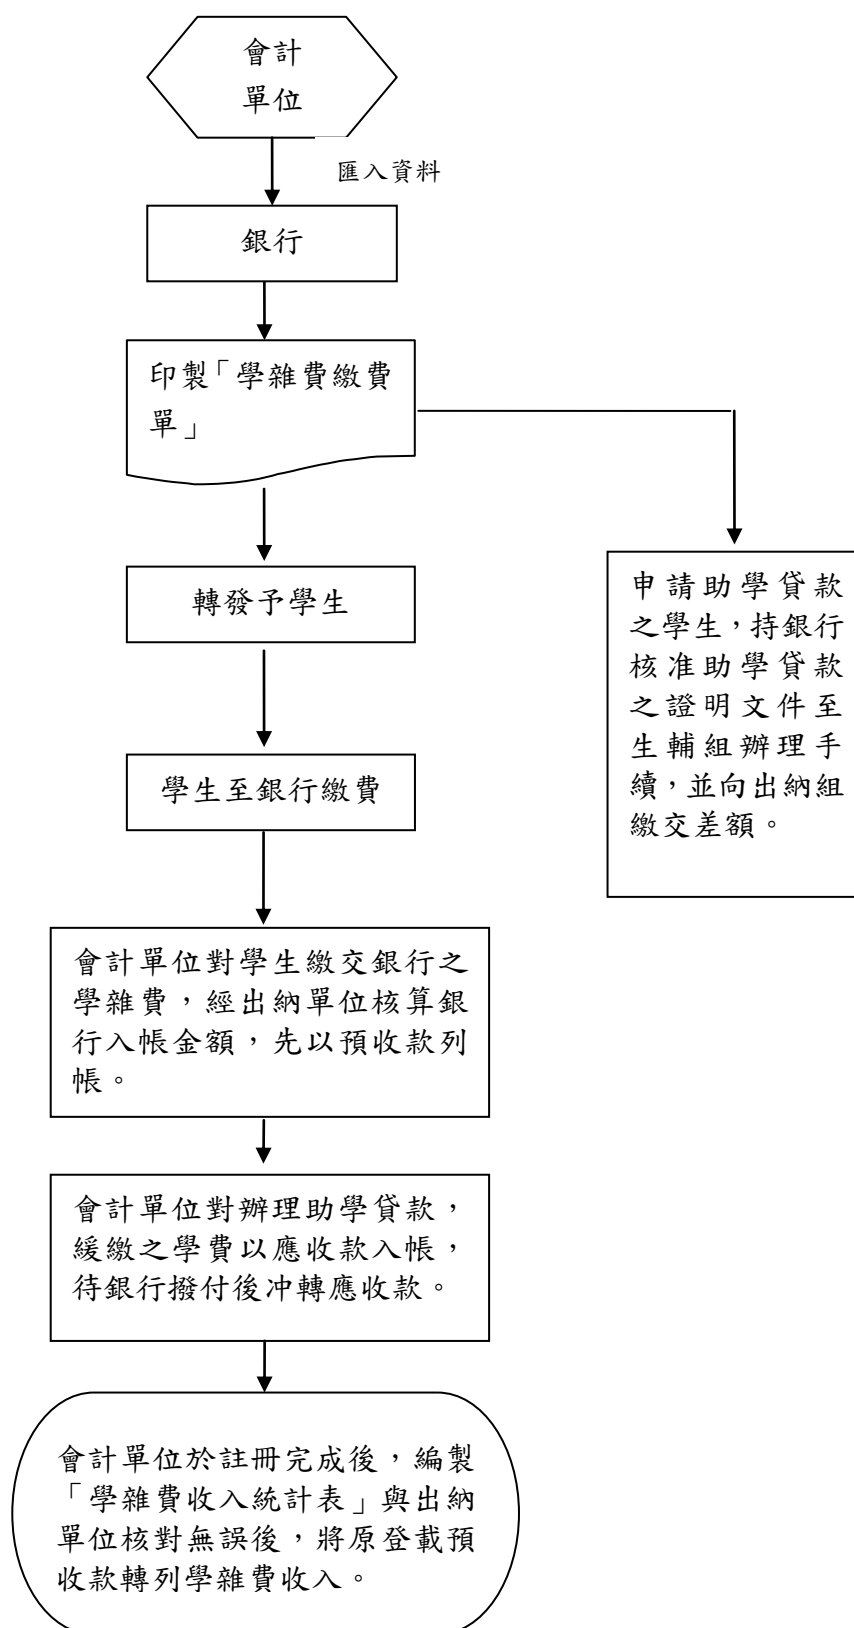 會計
單位
匯入資料
銀行
印製「學雜費繳費
單」
轉發予學生
學生至銀行繳費
申請助學貸款
之學生，持銀行
核准助學貸款
之證明文件至
生輔組辦理手
續，並向出納組
繳交差額。
會計單位對學生繳交銀行之
學雜費，經出納單位核算銀
行入帳金額，先以預收款列
帳。
會計單位對辦理助學貸款，
緩繳之學費以應收款入帳，
待銀行撥付後冲轉應收款。
會計單位於註冊完成後，編製
「學雜費收入統計表」與出納
單位核對無誤後，將原登載預
收款轉列學雜費收入。